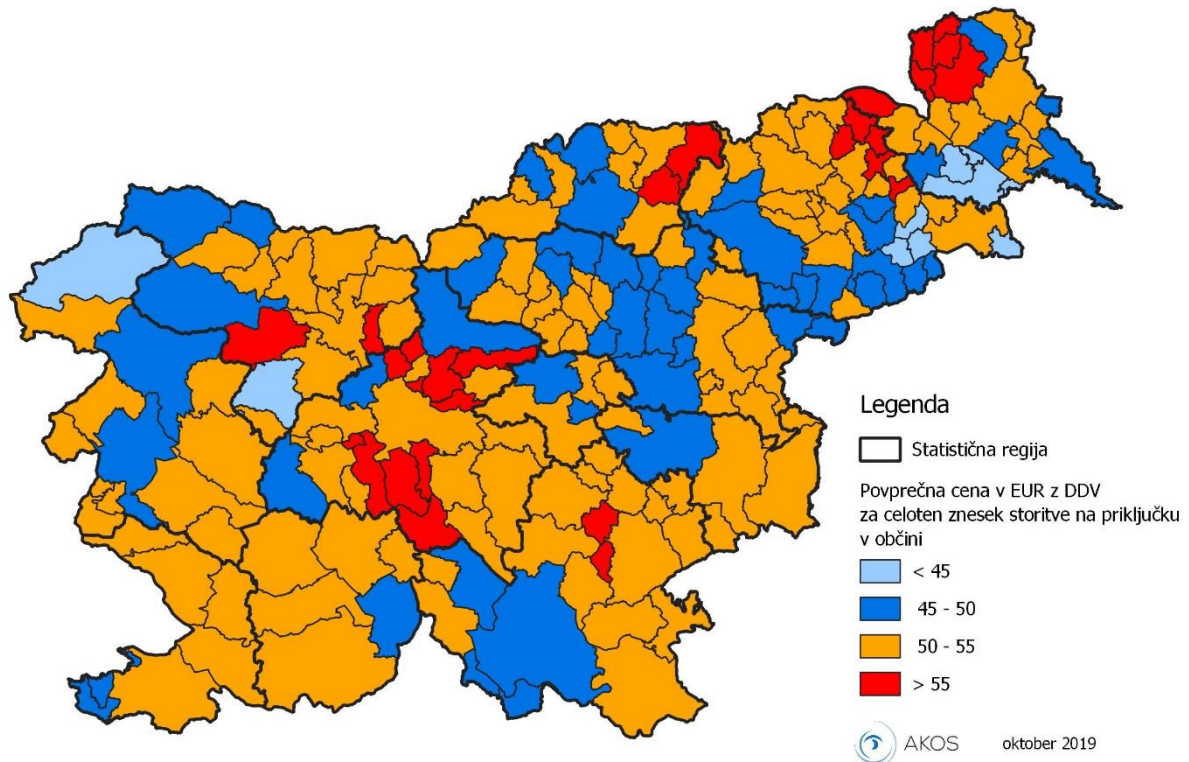 Legenda
Statistična regija
Povprečna cena v EUR z DDV
za celoten znesek storitve na priključku
v občini
< 45
45 - 50
50 - 55
> 55
AKOS oktober 2019